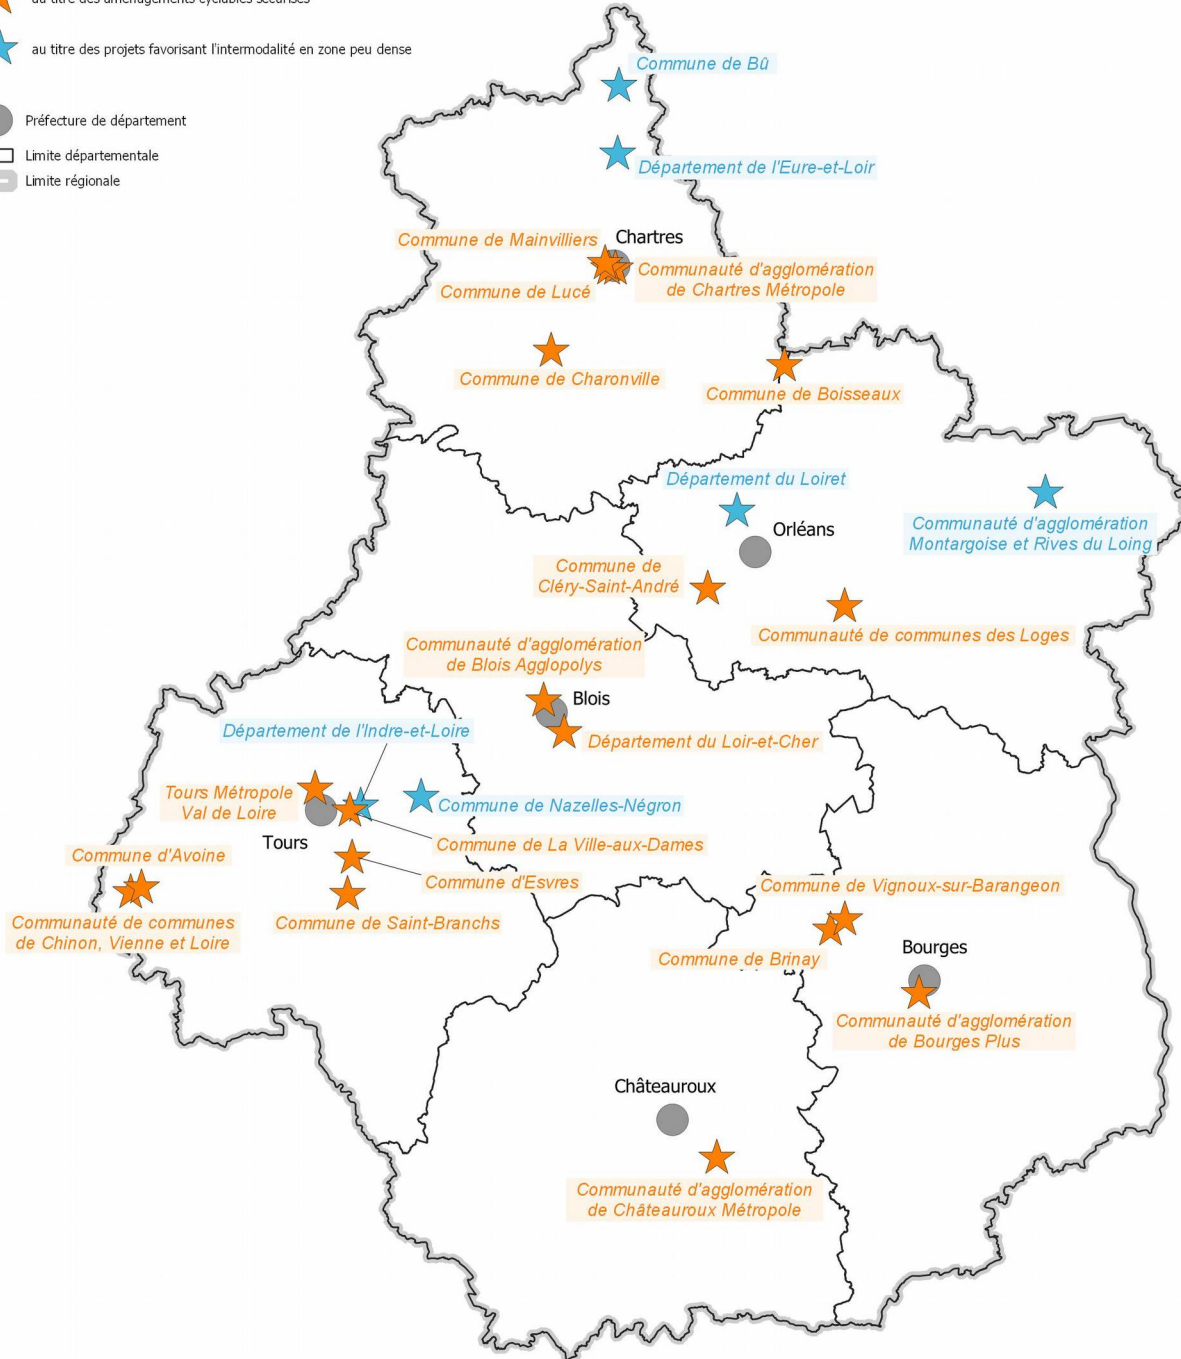 au titre des aménagements cyclables sécurisés
au titre des projets favorisant l'intermodalité en zone peu dense
Préfecture de département
Limite départementale
Limite régionale
Commune de Bû
Département de l'Eure-et-Loir
Commune de Mainvilliers
Chartres
Communauté d'agglomération
de Chartres Métropole
Commune de Lucé
Commune de Charonville
Commune de Boisseaux
Département du Loiret
Orléans
Communauté d'agglomération
Montargoise et Rives du Loing
Commune de
Cléry-Saint-André
Communauté de communes des Loges
Communauté d'agglomération
de Blois Agglopolys
Blois
Département du Loir-et-Cher
Département de l'Indre-et-Loire
Tours Métropole
Val de Loire
Commune de Nazelles-Négron
Tours
Commune de La Ville-aux-Dames
Commune d'Avoine
Commune d'Esvres
Communauté de communes
de Chinon, Vienne et Loire
Commune de Saint-Branchs
Commune de Vignoux-sur-Barangeon
Commune de Brinay
Bourges
Communauté d'agglomération
de Bourges Plus
Châteauroux
Communauté d'agglomération
de Châteauroux Métropole